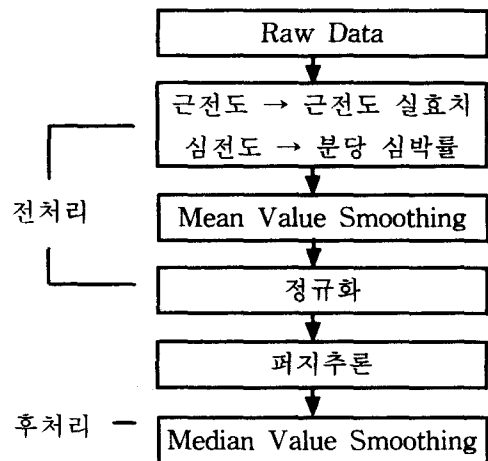 Raw Data
근전도 → 근전도 실효치
심전도 → 분당 심박률
전처리
Mean Value Smoothing
정규화
퍼지추론
후처리
Median Value Smoothing